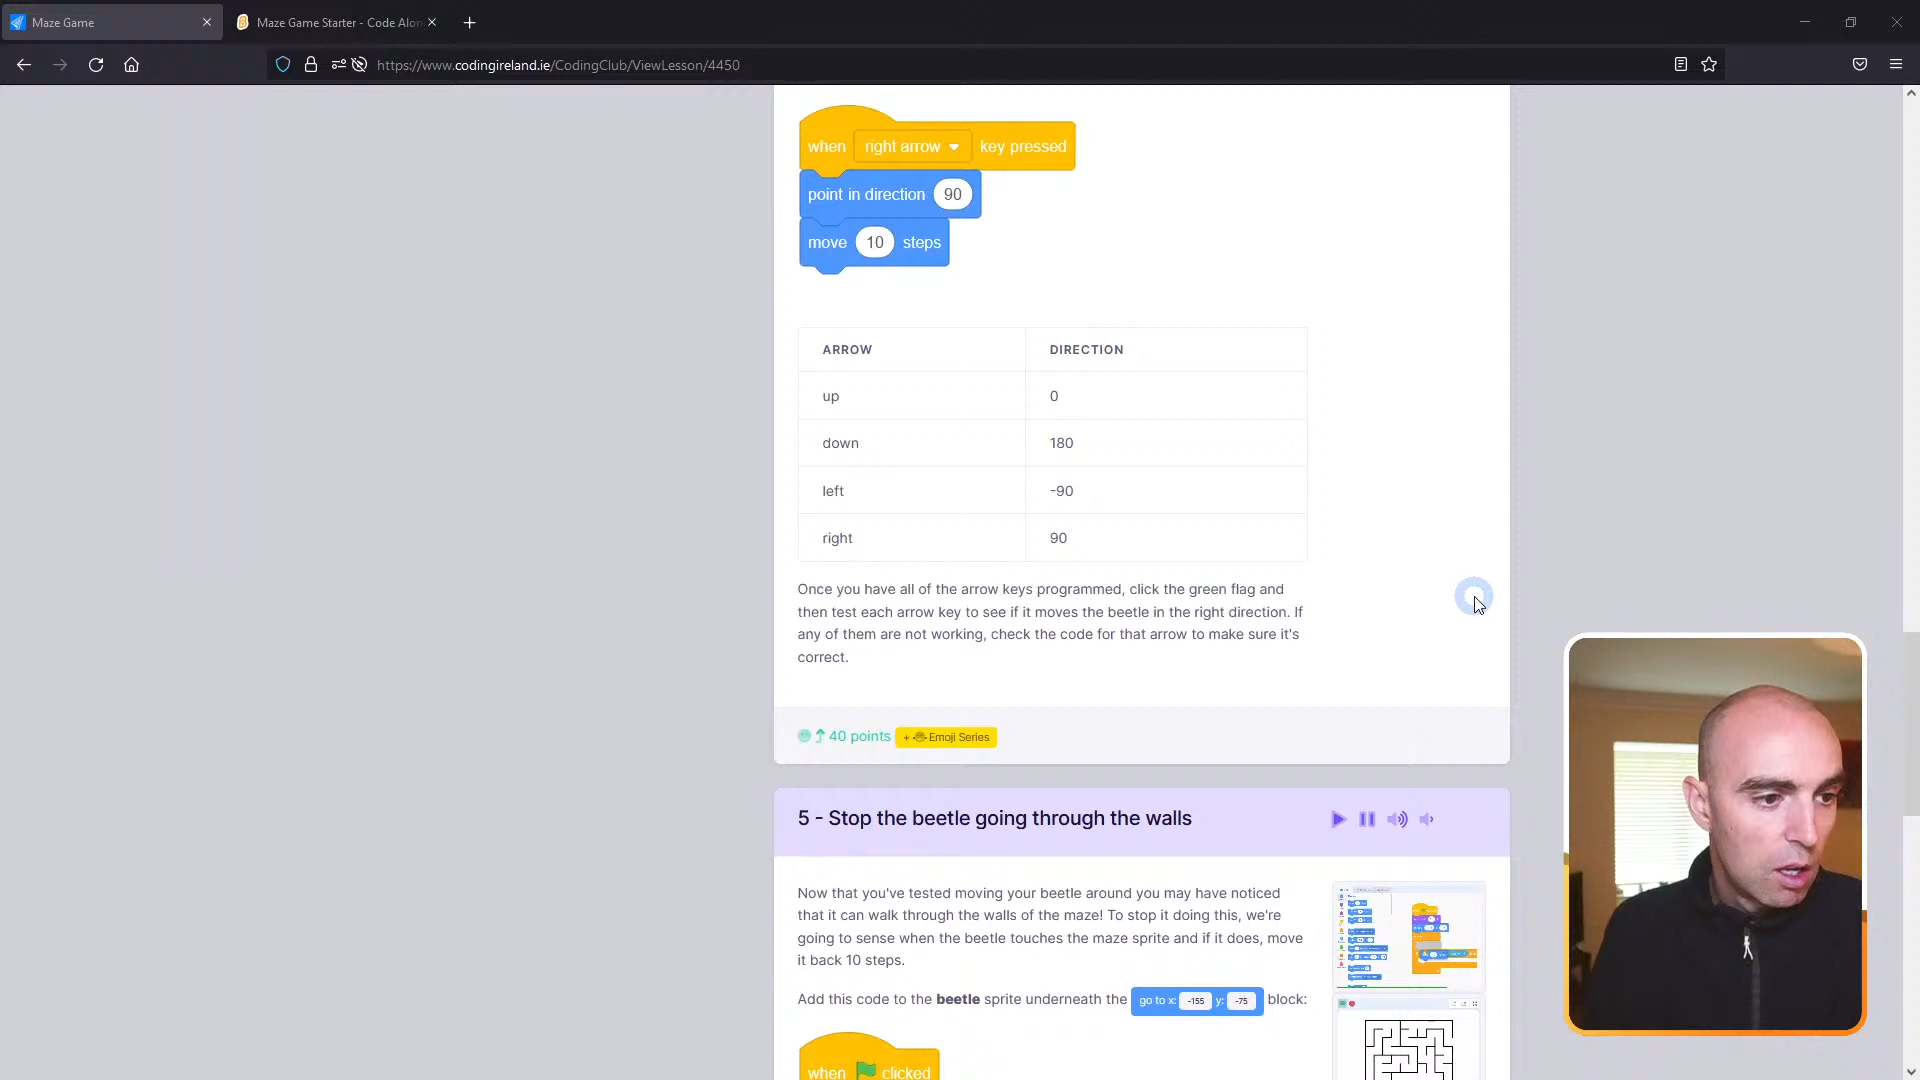 Maze Game
Maze Game Starter - Code Alon
https://www.codingireland.ie/CodingClub/ViewLesson/4450
when right arrow key pressed
point in direction 90
move 10 steps
ARROW DIRECTION
up 0
down 180
left -90
right 90
Once you have all of the arrow keys programmed, click the green flag and
then test each arrow key to see if it moves the beetle in the right direction. If
any of them are not working, check the code for that arrow to make sure it's
correct.
40 points + Emoji Series
5 - Stop the beetle going through the walls
Now that you've tested moving your beetle around you may have noticed
that it can walk through the walls of the maze! To stop it doing this, we're
going to sense when the beetle touches the maze sprite and if it does, move
it back 10 steps.
Add this code to the beetle sprite underneath the go to x: -155 y: -75 block:
when clicked